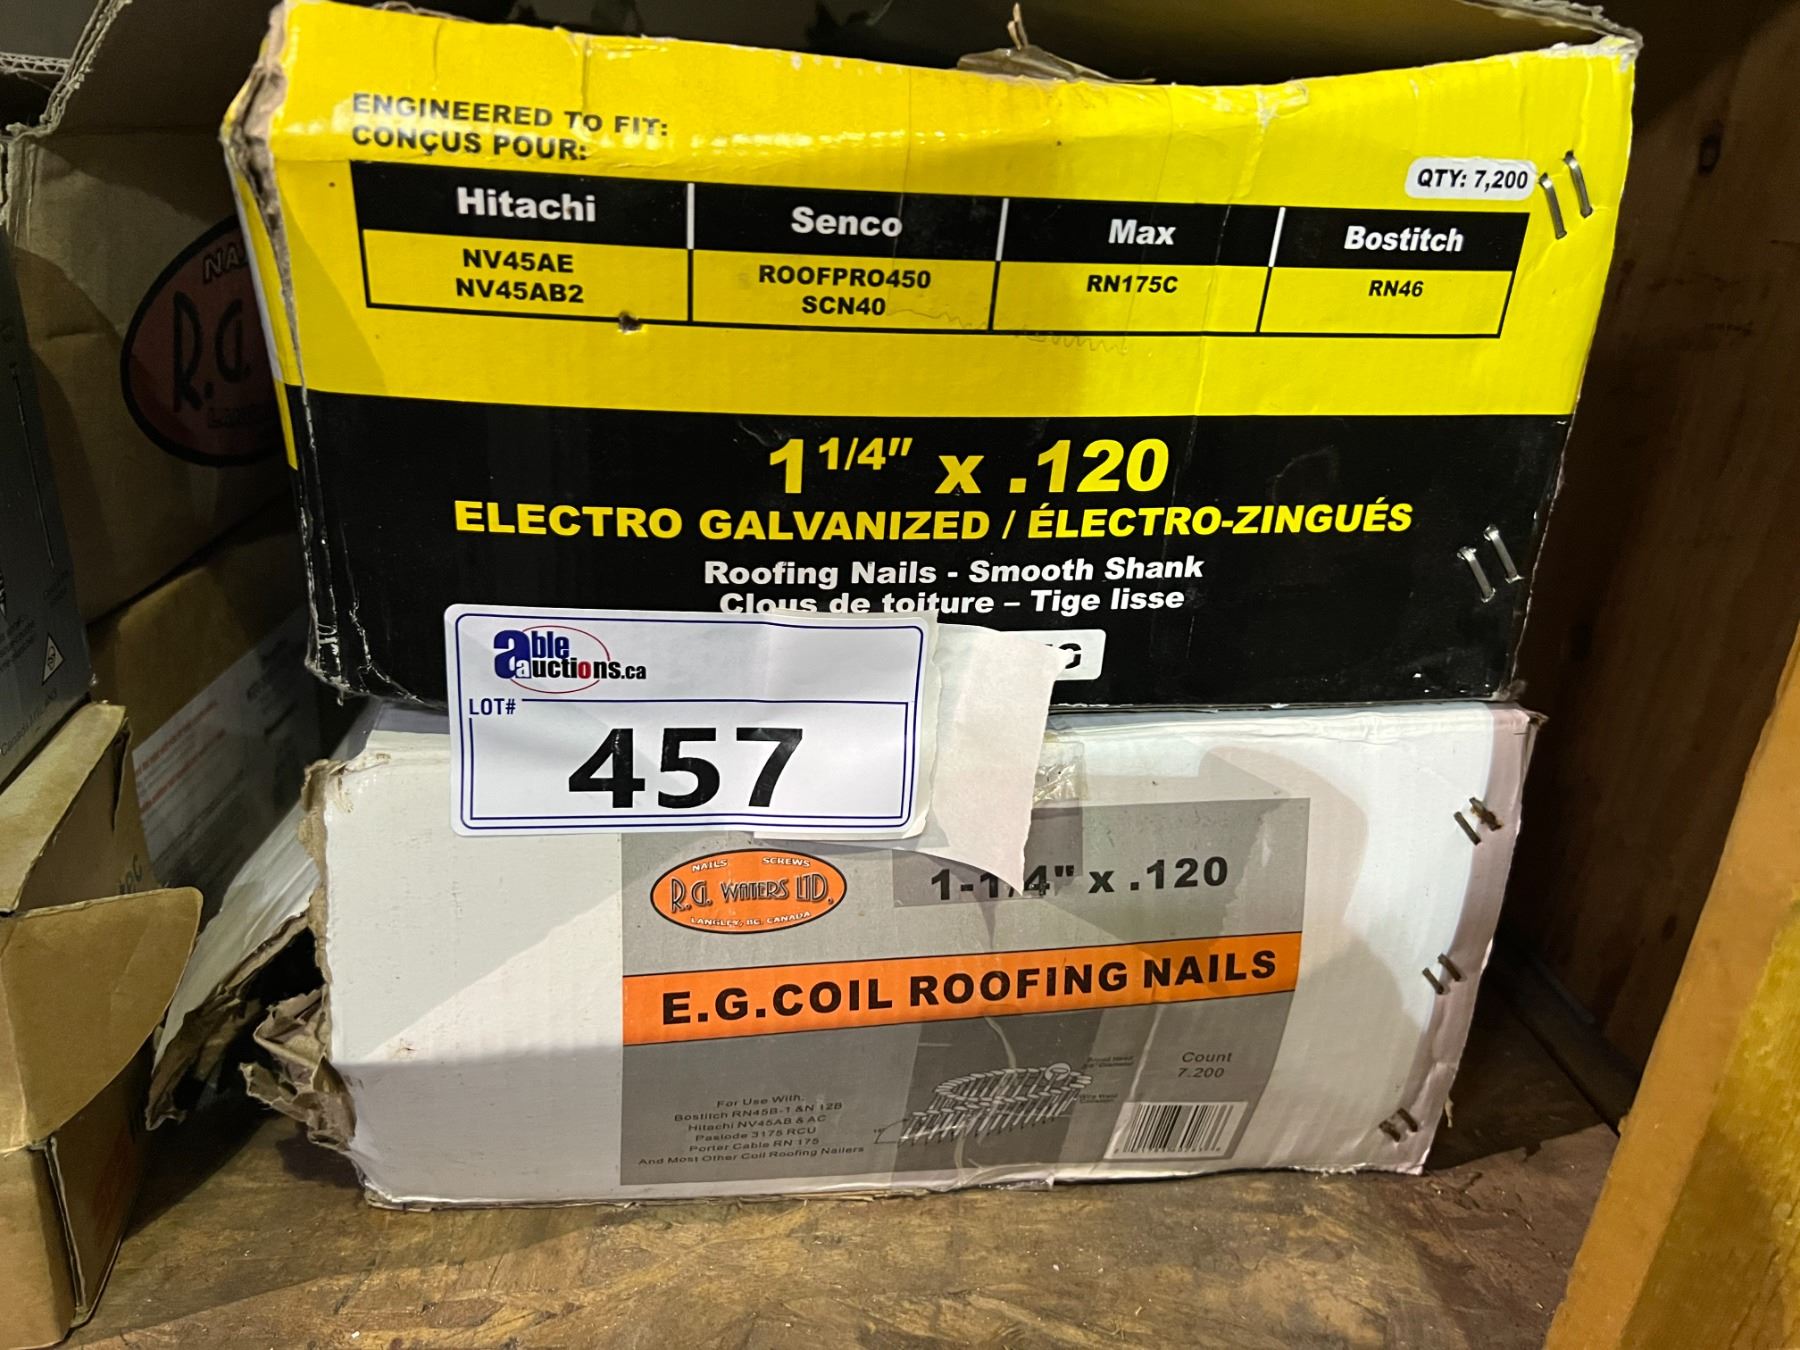 ENGINEERED TO FIT:
CONÇUS POUR:
QTY: 7,200
Hitachi Senco Max Bostitch
NV45AE ROOFPRO450 RN175C RN46
NV45AB2 SCN40
1 1/4" x .120
ELECTRO GALVANIZED / ÉLECTRO-ZINGUÉS
Roofing Nails - Smooth Shank
Clous de toiture – Tige lisse
able
auctions.ca
LOT#
457
NAILS SCREWS
R.G. WATERS LTD.
LANGLEY, BC. CANADA
1-1/4" x .120
E.G. COIL ROOFING NAILS
Count
7.200
For Use With:
Bostitch RN45B-1 & N 12B
Hitachi NV45AB & AC
Paslode 3175 RCU
Porter Cable RN 175
And Most Other Coil Roofing Nailers
R.G.